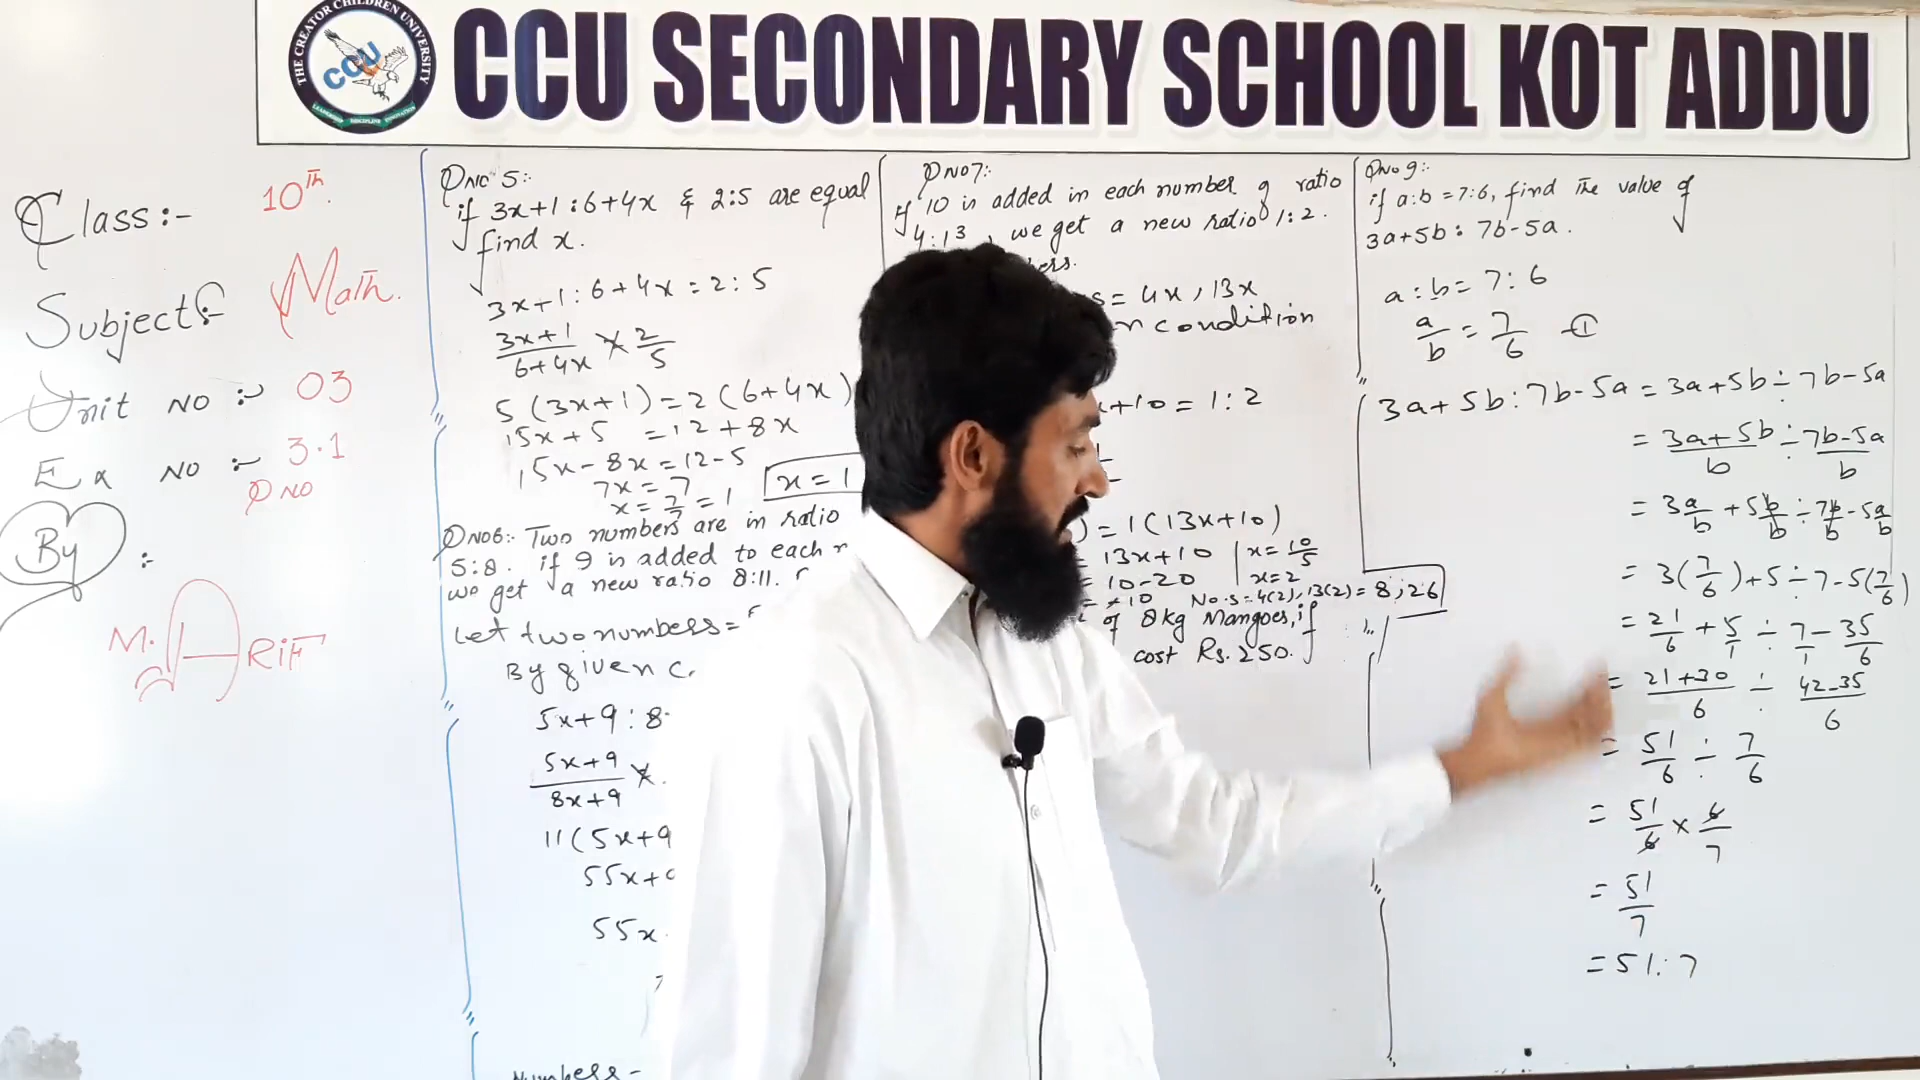 THE CREATOR CHILDREN UNIVERSITY
CCU
CCU SECONDARY SCHOOL KOT ADDU
Class:- 10th.
Subject:- Math.
Unit No :- 03
Ex No :- 3.1
Q No
By :-
M. ARIF
Q No 5:-
if 3x+1:6+4x & 2:5 are equal
find x.
3x+1:6+4x=2:5
3x+1/6+4x × 2/5
5(3x+1)=2(6+4x)
15x+5 =12+8x
15x-8x=12-5
7x=7
x=7/7=1 x=1
Q No 6:- Two numbers are in ratio
5:8. if 9 is added to each
we get a new ratio 8:11.
Let two numbers=
By given
5x+9:8
5x+9/8x+9 ×
11(5x+9
55x+
55x
Numbers-
Q No 7:-
If 10 is added in each number of ratio
4:13, we get a new ratio 1:2.
= 4x, 13x
condition
x+10=1:2
)=1(13x+10)
= 13x+10 x=10/5
= 10-20 x=2
= -10 No.s=4(2),13(2)=8,26
of 8kg Mangoes, if
cost Rs. 250.
Q No 9:-
if a:b=7:6, find the value of
3a+5b:7b-5a.
a:b=7:6
a/b=7/6 -①
3a+5b:7b-5a=3a+5b÷7b-5a
=3a+5b/b÷7b-5a/b
=3a/b+5b/b÷7b/b-5a/b
=3(7/6)+5÷7-5(7/6)
=21/6+5/1÷7/1-35/6
=21+30/6÷42-35/6
=51/6÷7/6
=51/6×6/7
=51/7
=51:7